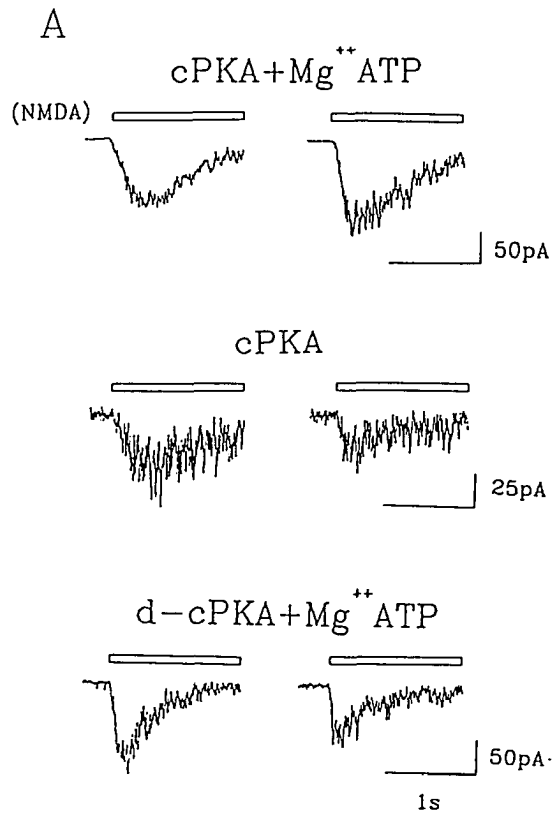 A
cPKA+Mg++ATP
(NMDA)
50pA
cPKA
25pA
d-cPKA+Mg++ATP
50pA
1s